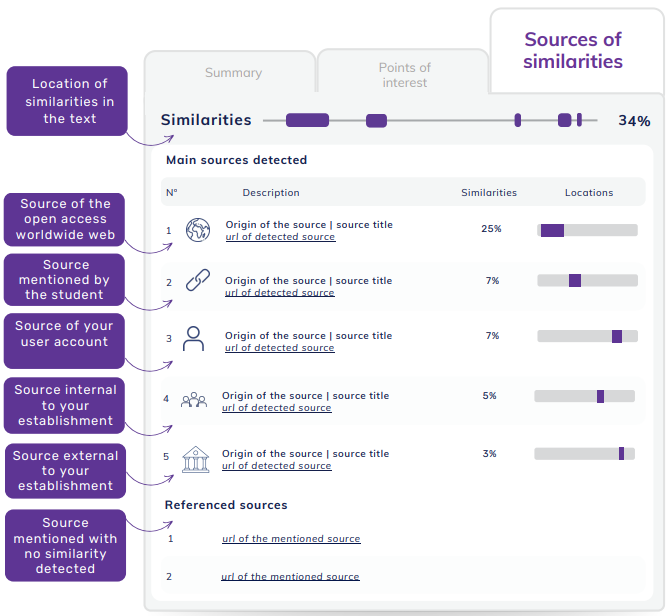 Sources of
similarities
Summary
Points of
interest
Location of
similarities in
the text
Similarities
34%
Main sources detected
N° Description Similarities Locations
Source of the
open access
worldwide web
1 Origin of the source | source title 25%
url of detected source
Source
mentioned by
the student
2 Origin of the source | source title 7%
url of detected source
Source of your
user account
3 Origin of the source | source title 7%
url of detected source
Source internal
to your
establishment
4 Origin of the source | source title 5%
url of detected source
Source external
to your
establishment
5 Origin of the source | source title 3%
url of detected source
Referenced sources
Source
mentioned with
no similarity
detected
1 url of the mentioned source
2 url of the mentioned source